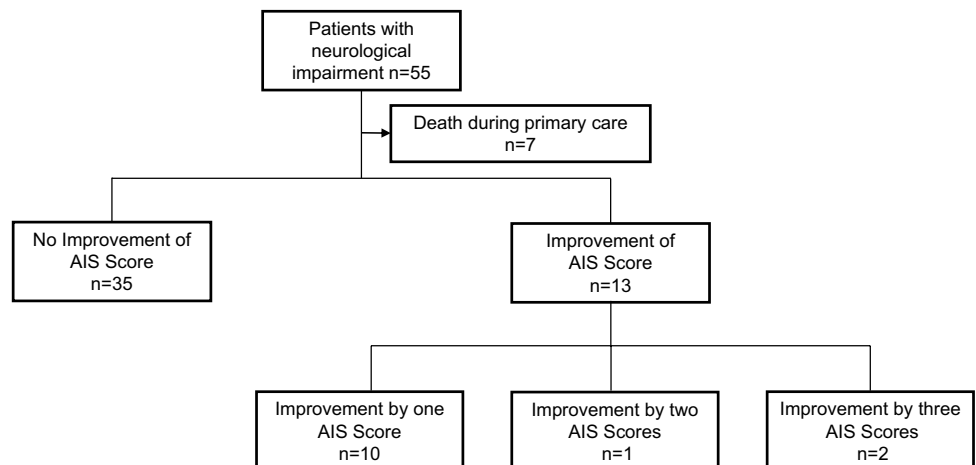 Patients with
neurological
impairment n=55
Death during primary care
n=7
No Improvement of
AIS Score
n=35
Improvement of
AIS Score
n=13
Improvement by one
AIS Score
n=10
Improvement by two
AIS Scores
n=1
Improvement by three
AIS Scores
n=2